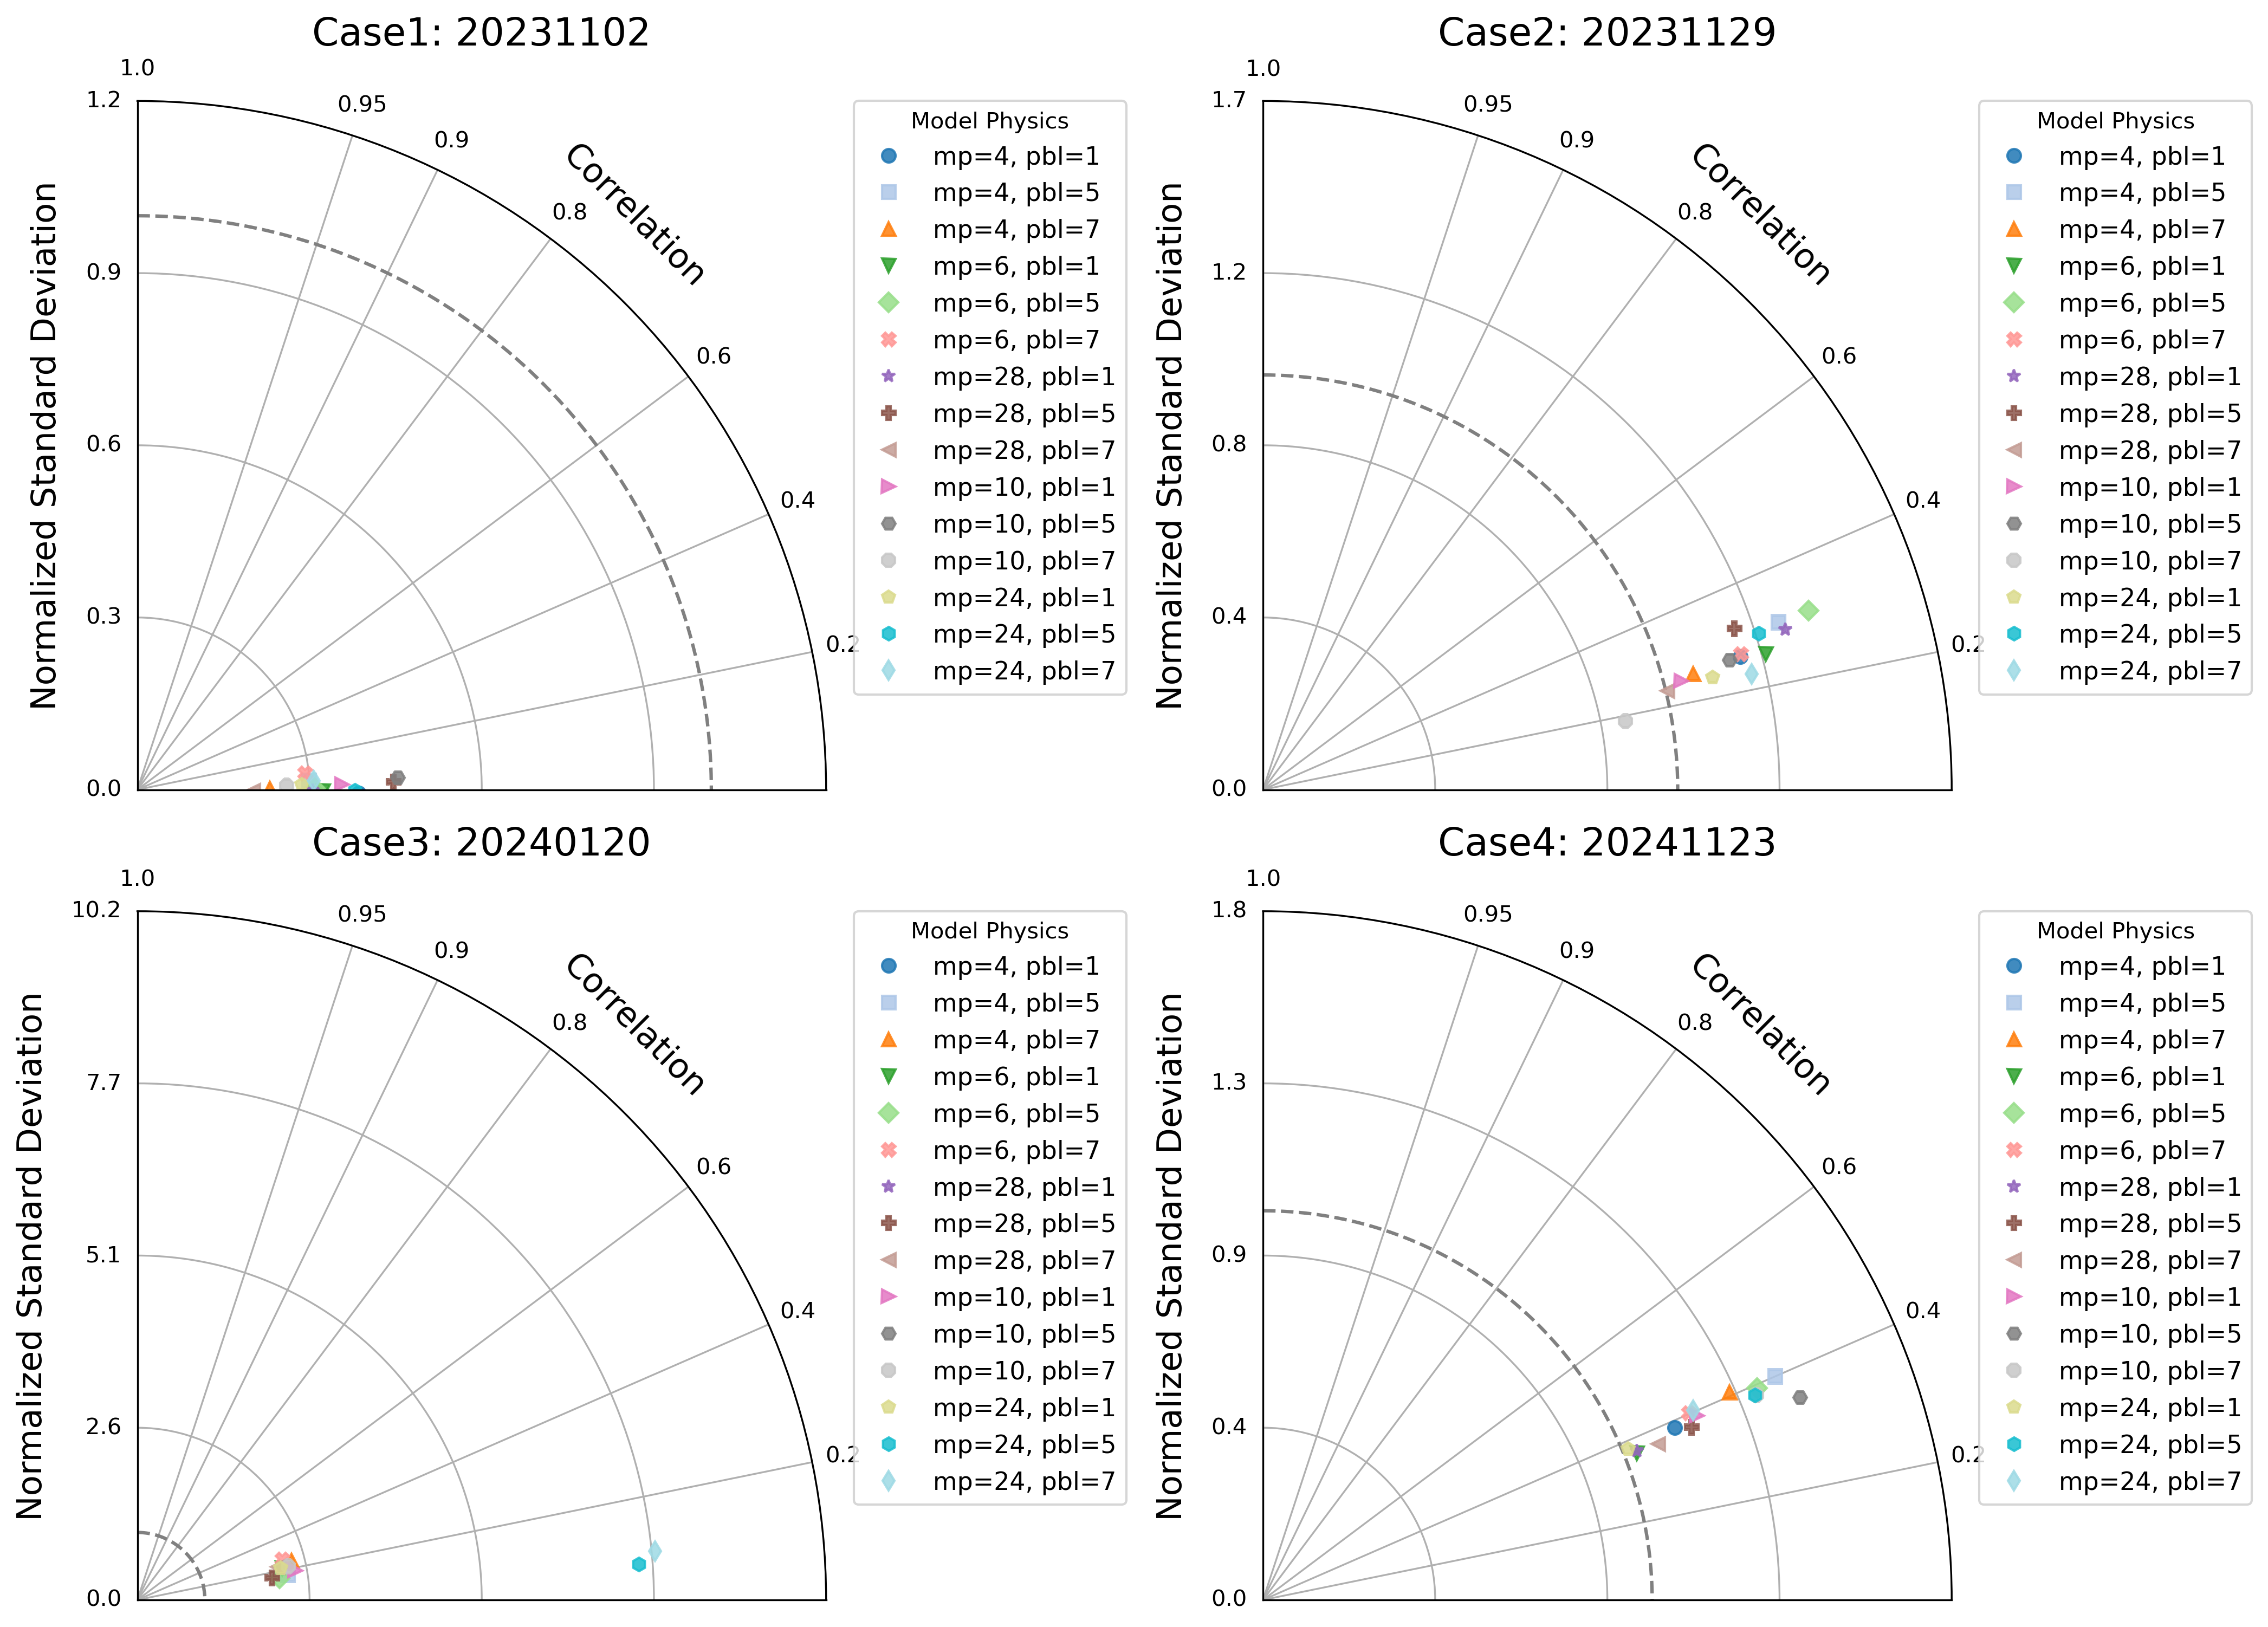 Case1: 20231102
Normalized Standard Deviation
Correlation
1.0
0.95
0.9
0.8
0.6
0.4
0.2
1.2
0.9
0.6
0.3
0.0
Model Physics
mp=4, pbl=1
mp=4, pbl=5
mp=4, pbl=7
mp=6, pbl=1
mp=6, pbl=5
mp=6, pbl=7
mp=28, pbl=1
mp=28, pbl=5
mp=28, pbl=7
mp=10, pbl=1
mp=10, pbl=5
mp=10, pbl=7
mp=24, pbl=1
mp=24, pbl=5
mp=24, pbl=7
Case2: 20231129
Normalized Standard Deviation
Correlation
1.0
0.95
0.9
0.8
0.6
0.4
0.2
1.7
1.2
0.8
0.4
0.0
Model Physics
mp=4, pbl=1
mp=4, pbl=5
mp=4, pbl=7
mp=6, pbl=1
mp=6, pbl=5
mp=6, pbl=7
mp=28, pbl=1
mp=28, pbl=5
mp=28, pbl=7
mp=10, pbl=1
mp=10, pbl=5
mp=10, pbl=7
mp=24, pbl=1
mp=24, pbl=5
mp=24, pbl=7
Case3: 20240120
Normalized Standard Deviation
Correlation
1.0
0.95
0.9
0.8
0.6
0.4
0.2
10.2
7.7
5.1
2.6
0.0
Model Physics
mp=4, pbl=1
mp=4, pbl=5
mp=4, pbl=7
mp=6, pbl=1
mp=6, pbl=5
mp=6, pbl=7
mp=28, pbl=1
mp=28, pbl=5
mp=28, pbl=7
mp=10, pbl=1
mp=10, pbl=5
mp=10, pbl=7
mp=24, pbl=1
mp=24, pbl=5
mp=24, pbl=7
Case4: 20241123
Normalized Standard Deviation
Correlation
1.0
0.95
0.9
0.8
0.6
0.4
0.2
1.8
1.3
0.9
0.4
0.0
Model Physics
mp=4, pbl=1
mp=4, pbl=5
mp=4, pbl=7
mp=6, pbl=1
mp=6, pbl=5
mp=6, pbl=7
mp=28, pbl=1
mp=28, pbl=5
mp=28, pbl=7
mp=10, pbl=1
mp=10, pbl=5
mp=10, pbl=7
mp=24, pbl=1
mp=24, pbl=5
mp=24, pbl=7